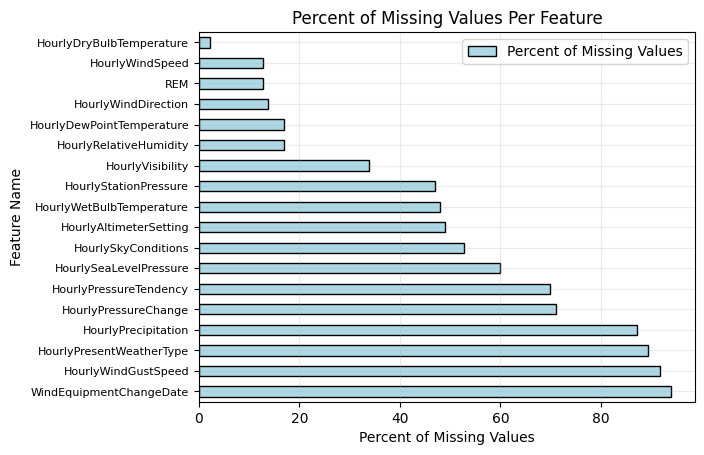 Percent of Missing Values Per Feature
Percent of Missing Values
Feature Name
HourlyDryBulbTemperature
HourlyWindSpeed
REM
HourlyWindDirection
HourlyDewPointTemperature
HourlyRelativeHumidity
HourlyVisibility
HourlyStationPressure
HourlyWetBulbTemperature
HourlyAltimeterSetting
HourlySkyConditions
HourlySeaLevelPressure
HourlyPressureTendency
HourlyPressureChange
HourlyPrecipitation
HourlyPresentWeatherType
HourlyWindGustSpeed
WindEquipmentChangeDate
0 20 40 60 80
Percent of Missing Values